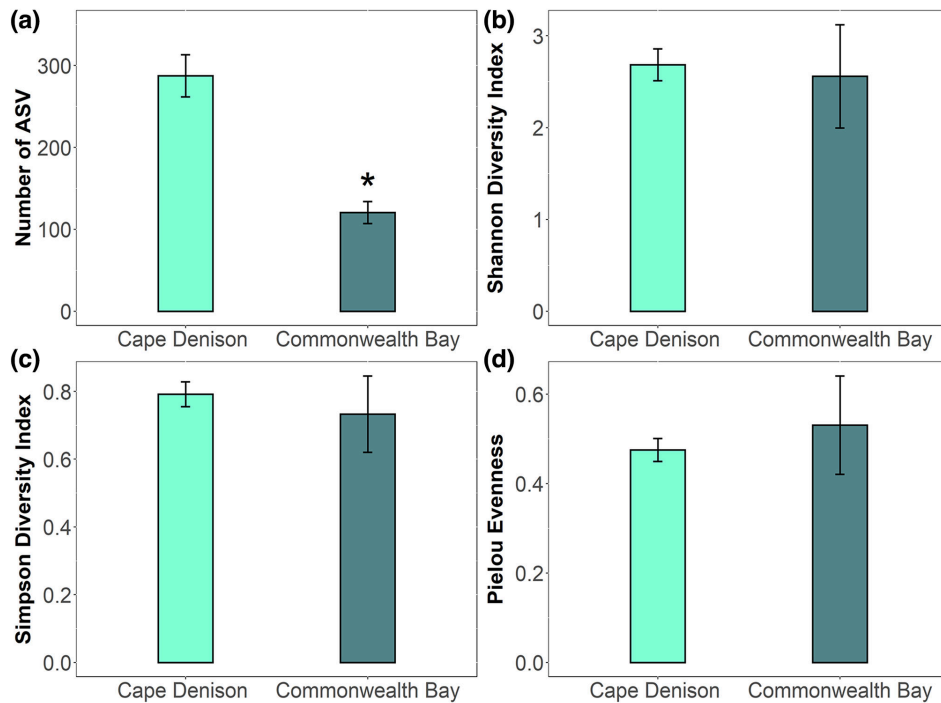 (a)
Number of ASV
300
200
100
0
*
Cape Denison Commonwealth Bay
(b)
Shannon Diversity Index
3
2
1
0
Cape Denison Commonwealth Bay
(c)
Simpson Diversity Index
0.8
0.6
0.4
0.2
0.0
Cape Denison Commonwealth Bay
(d)
Pielou Evenness
0.6
0.4
0.2
0.0
Cape Denison Commonwealth Bay